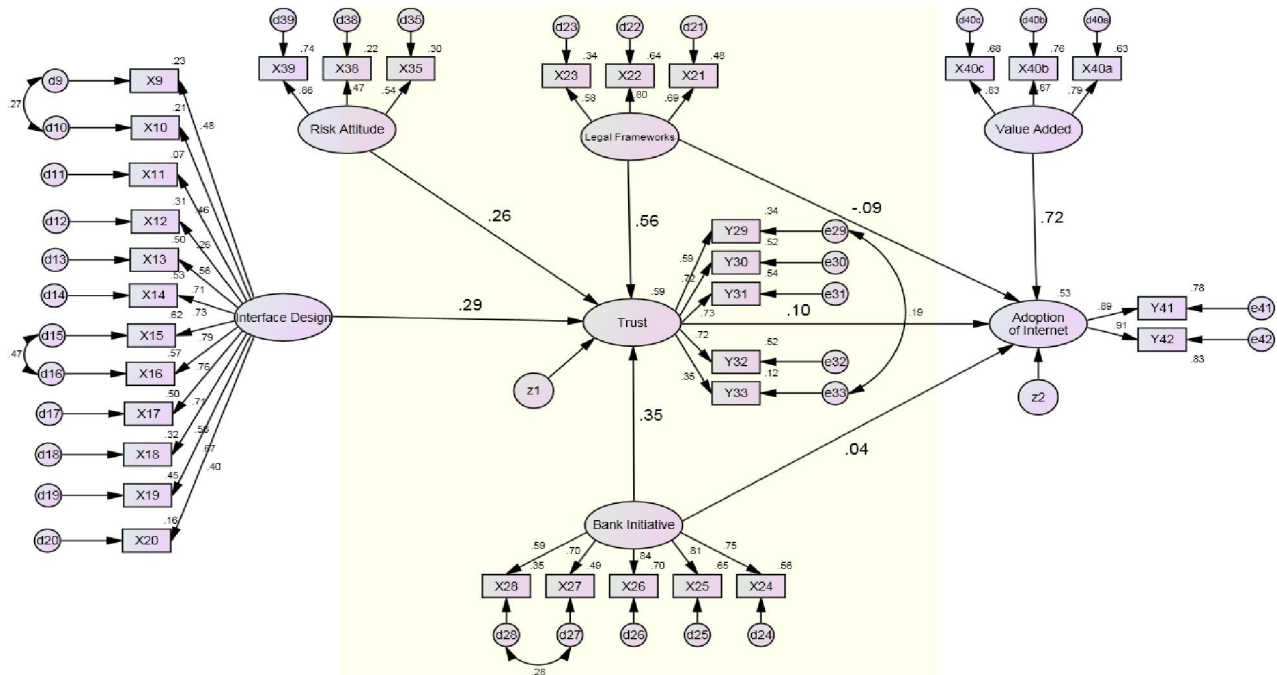 d39
d38
d35
.74
.22
.30
X39
X38
X35
.86
.47
.54
Risk Attitude
d23
d22
d21
.34
.64
.48
X23
X22
X21
.58
.80
.69
Legal Frameworks
d40c
d40b
d40a
.68
.76
.63
X40c
X40b
X40a
.83
.87
.79
Value Added
.23
d9
X9
.27
.21
.48
d10
X10
.07
d11
X11
.31
.46
d12
X12
.50
.26
d13
X13
.53
.56
d14
X14
.71
.62
.73
d15
X15
.47
.57
.79
d16
X16
.76
.50
d17
X17
.71
.32
.56
d18
X18
.67
.45
.40
d19
X19
.16
d20
X20
Interface Design
.26
.56
-.09
.72
.29
.34
Y29
e29
.59
.52
Y30
e30
.72
.54
Y31
e31
.73
.59
Trust
.10
.19
.72
.52
Y32
e32
.35
.12
Y33
e33
z1
.53
Adoption
of Internet
.89
.78
Y41
e41
.91
Y42
e42
.83
z2
.35
.04
Bank Initiative
.59
.70
.84
.81
.75
.35
.49
.70
.65
.56
X28
X27
X26
X25
X24
d28
d27
d26
d25
d24
.28